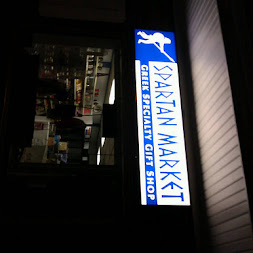 SPARTAN MARKET
GREEK SPECIALTY GIFT SHOP